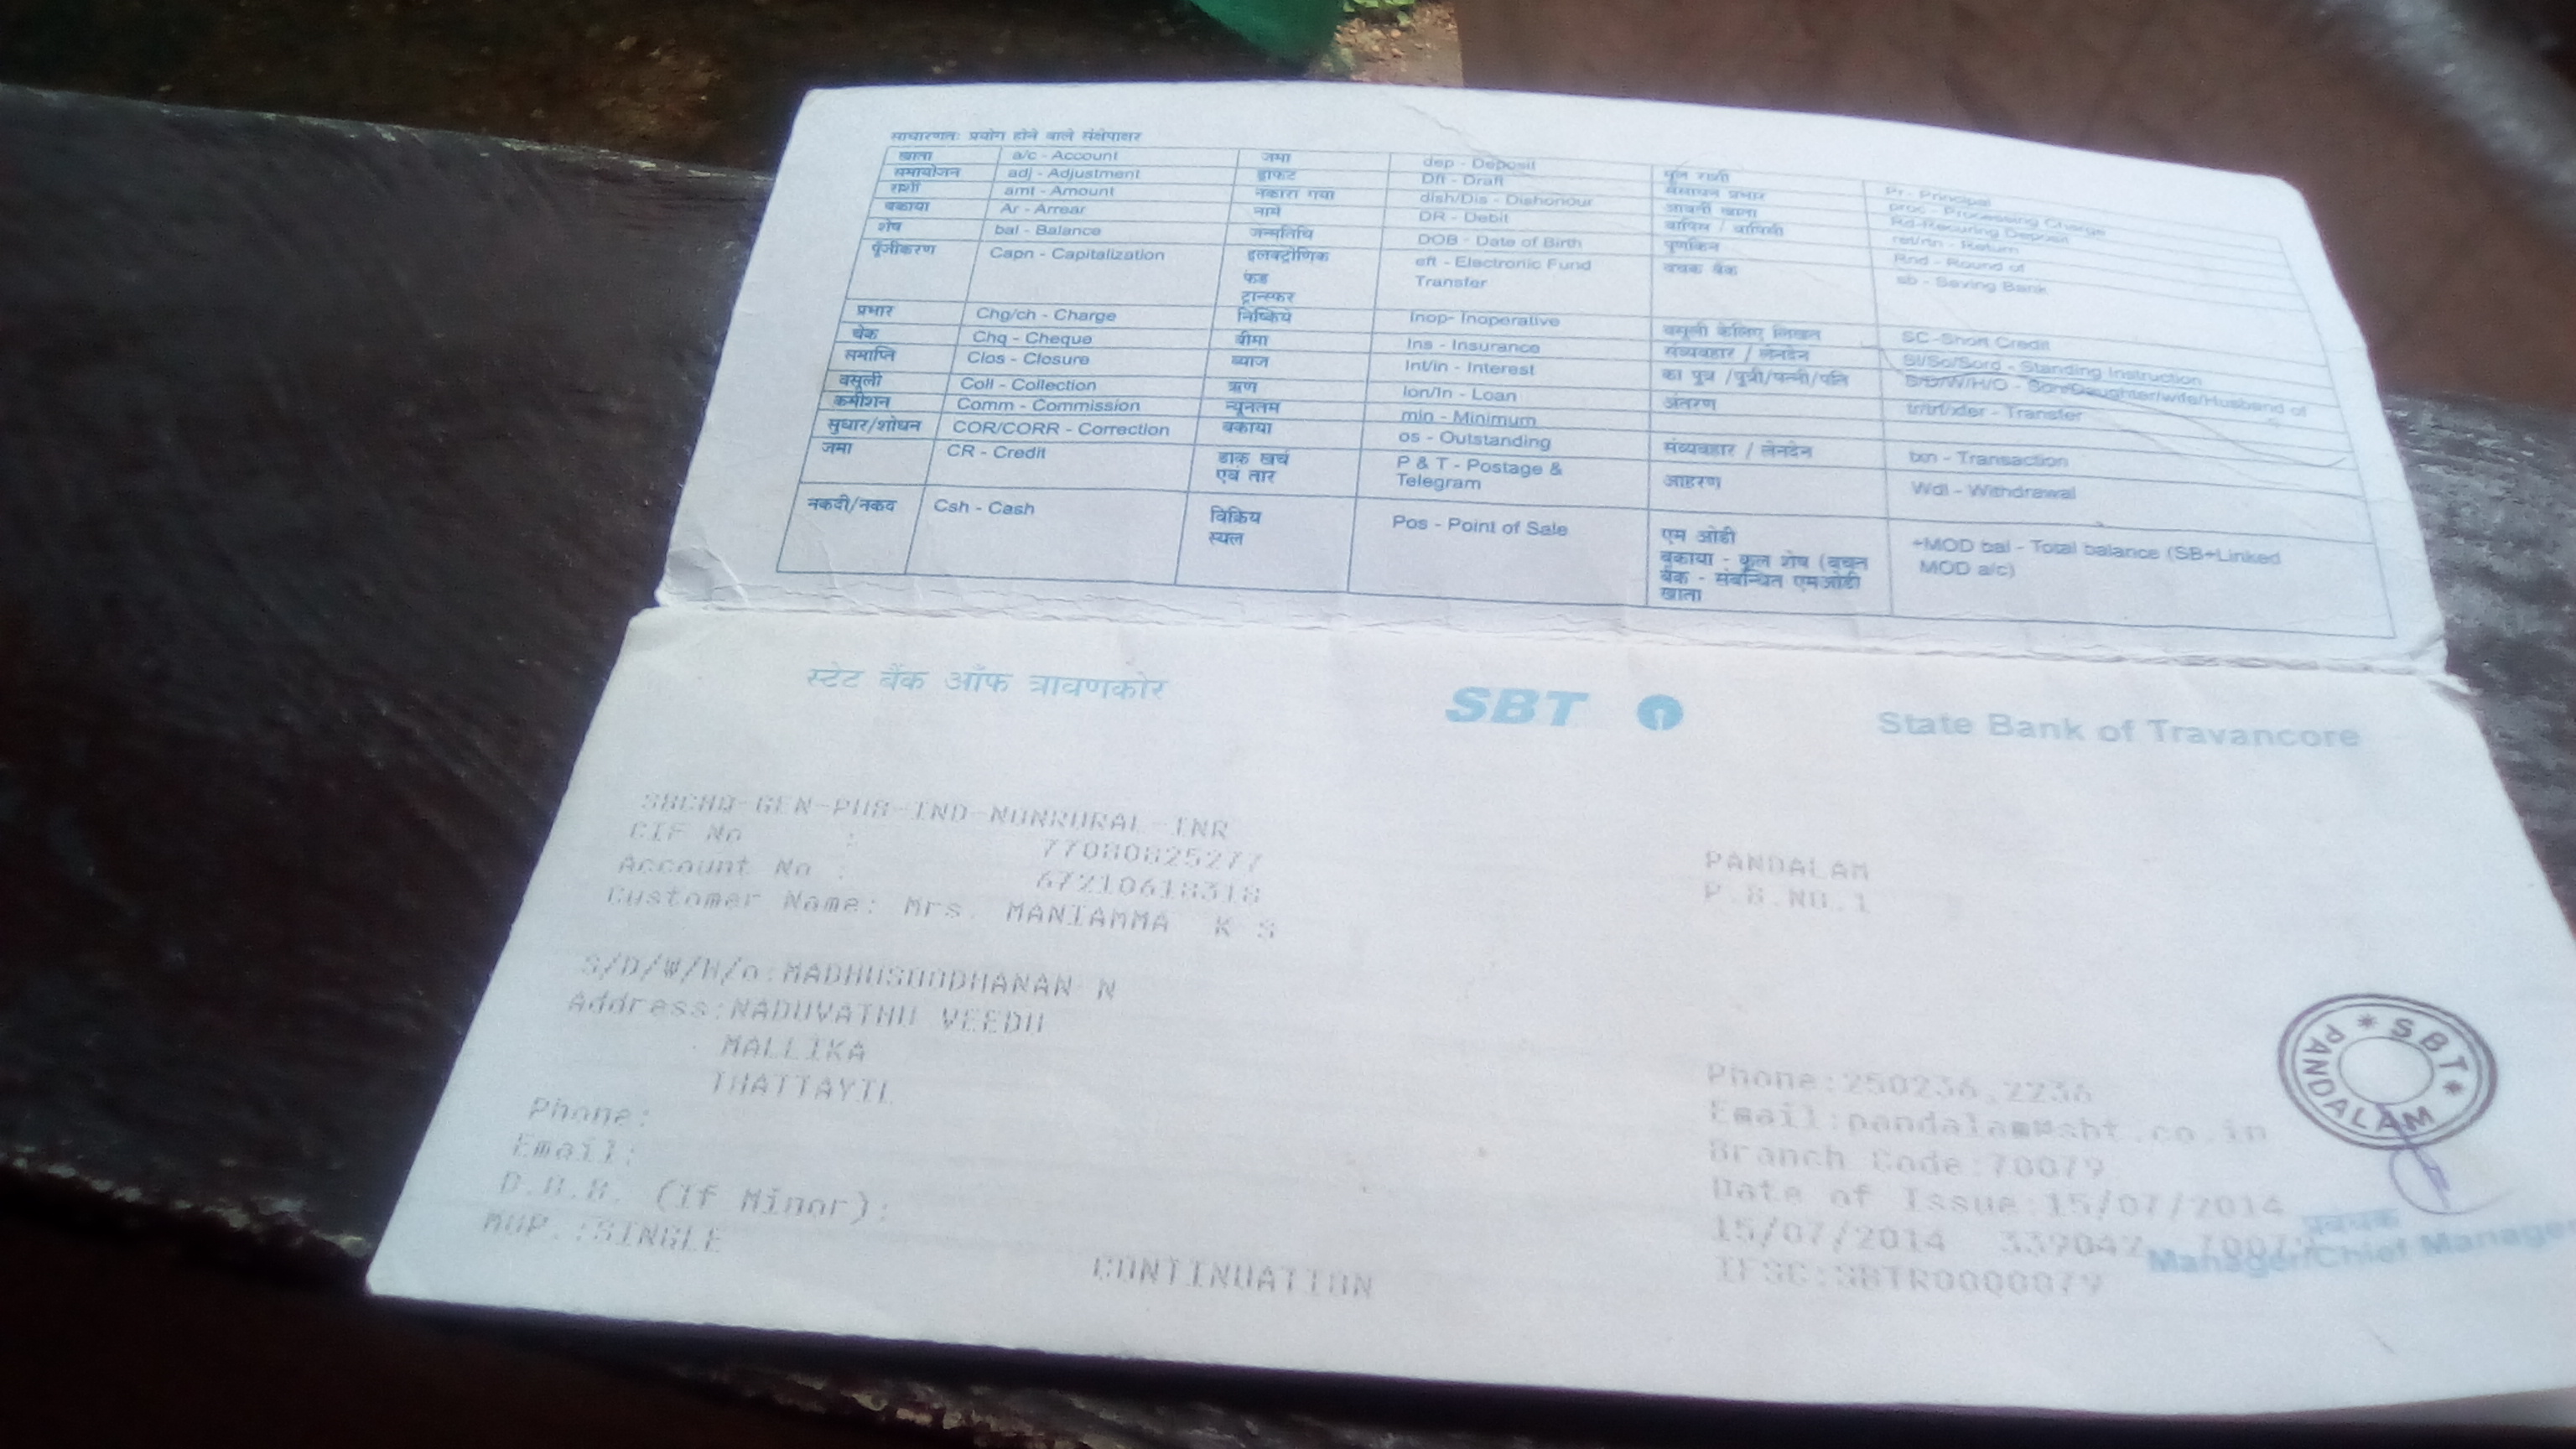 साधारणतः प्रयोग होने वाले संक्षेपाक्षर
खाता a/c - Account जमा dep - Deposit मूल राशी Pr - Principal
समायोजन adj - Adjustment ड्राफट Dft - Draft संसाधन प्रभार proc - Processing Charge
राशी amt - Amount नकारा गया dish/Dis - Dishonour आवर्ती खाता Rd-Recuring Deposit
बकाया Ar - Arrear नामे DR - Debit वापिस / वापिसी ret/rtn - Return
शेष bal - Balance जन्मतिथि DOB - Date of Birth पूर्णांकन Rnd - Round of
पूँजीकरण Capn - Capitalization इलक्ट्रोणिक फंड ट्रान्स्फर eft - Electronic Fund Transfer बचक बैंक sb - Saving Bank
प्रभार Chg/ch - Charge निष्क्रिय Inop- Inoperative वसूली केलिए लिखत SC -Short Credit
चेक Chq - Cheque बीमा Ins - Insurance संव्यवहार / लेनदेन SI/So/Sord - Standing Instruction
समाप्ति Clos - Closure ब्याज Int/in - Interest का पुत्र /पुत्री/पत्नी/पति S/D/W/H/O - Son/Daughter/wife/Husband of
वसूली Coll - Collection ऋण lon/ln - Loan अंतरण tr/trf/xfer - Transfer
कमीशन Comm - Commission न्यूनतम min - Minimum
सुधार/शोधन COR/CORR - Correction बकाया os - Outstanding संव्यवहार / लेनदेन txn - Transaction
जमा CR - Credit डाक खर्च एवं तार P & T - Postage & Telegram आहरण Wdl - Withdrawal
नकदी/नकद Csh - Cash विक्रिय स्थल Pos - Point of Sale एम ओडी बकाया - कूल शेष (बचत बैंक - संबन्धित एमओडी खाता +MOD bal - Total balance (SB+Linked MOD a/c)
स्टेट बैंक ऑफ त्रावणकोर SBT State Bank of Travancore
SBCHQ-GEN-PUB-IND-NONRURAL-INR
CIF No : 77080825277
Account No : 67210618318
Customer Name: Mrs. MANIAMMA K S
S/D/W/H/o:MADHUSOODHANAN N
Address:NADUVATHU VEEDU
MALLIKA
THATTAYIL
Phone:
Email:
D.O.B. (If Minor):
MOP.:SINGLE
CONTINUATION
PANDALAM
P.B.NO.1
Phone:250236,2236
Email:pandalam@sbt.co.in
Branch Code:70079
Date of Issue:15/07/2014
15/07/2014 339042 70079
IFSC:SBTR0000079
* SBT * PANDALAM
प्रबंधक
Manager/Chief Manager